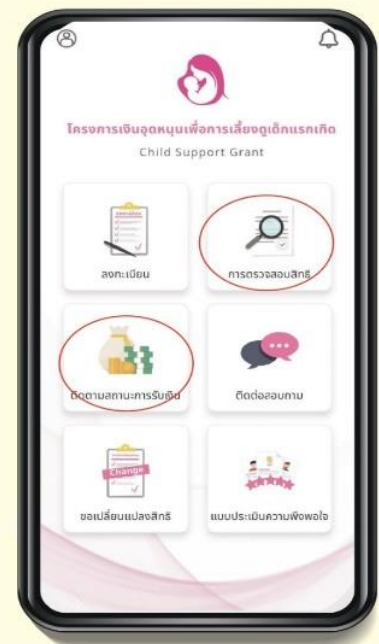 โครงการเงินอุดหนุนเพื่อการเลี้ยงดูเด็กแรกเกิด
Child Support Grant
ลงทะเบียน
การตรวจสอบสิทธิ
ติดตามสถานะการรับเงิน
ติดต่อสอบถาม
Change
ขอเปลี่ยนแปลงสิทธิ
แบบประเมินความพึงพอใจ